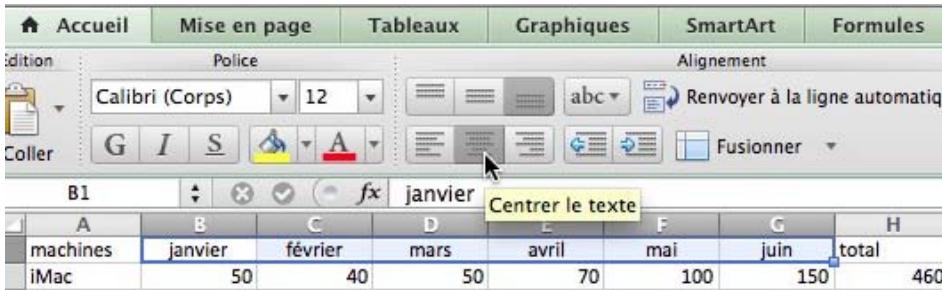 Accueil Mise en page Tableaux Graphiques SmartArt Formules
dition Police Alignement
Calibri (Corps) 12 abc Renvoyer à la ligne automatiq
Coller G I S A Fusionner
B1 fx janvier
Centrer le texte
A B C D E F G H
machines janvier février mars avril mai juin total
iMac 50 40 50 70 100 150 460